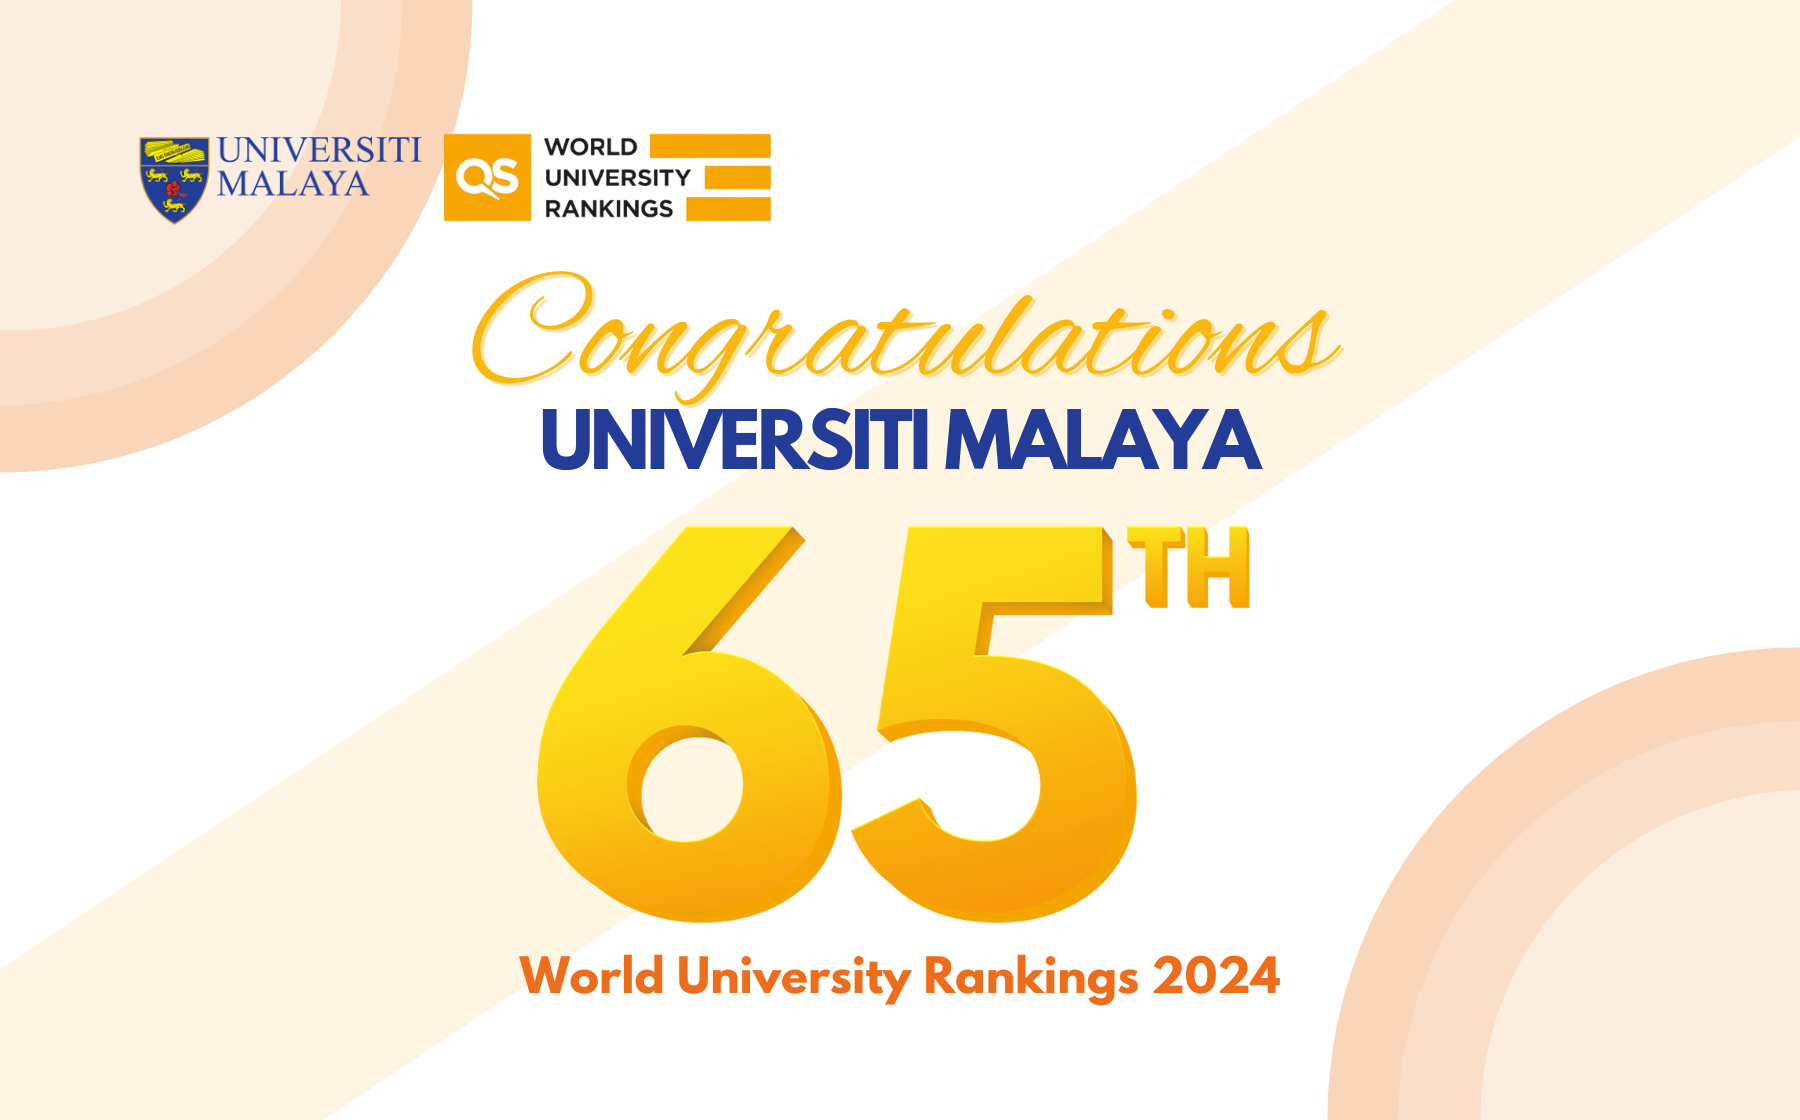 UNIVERSITI
MALAYA
QS
WORLD
UNIVERSITY
RANKINGS
Congratulations
UNIVERSITI MALAYA
65TH
World University Rankings 2024